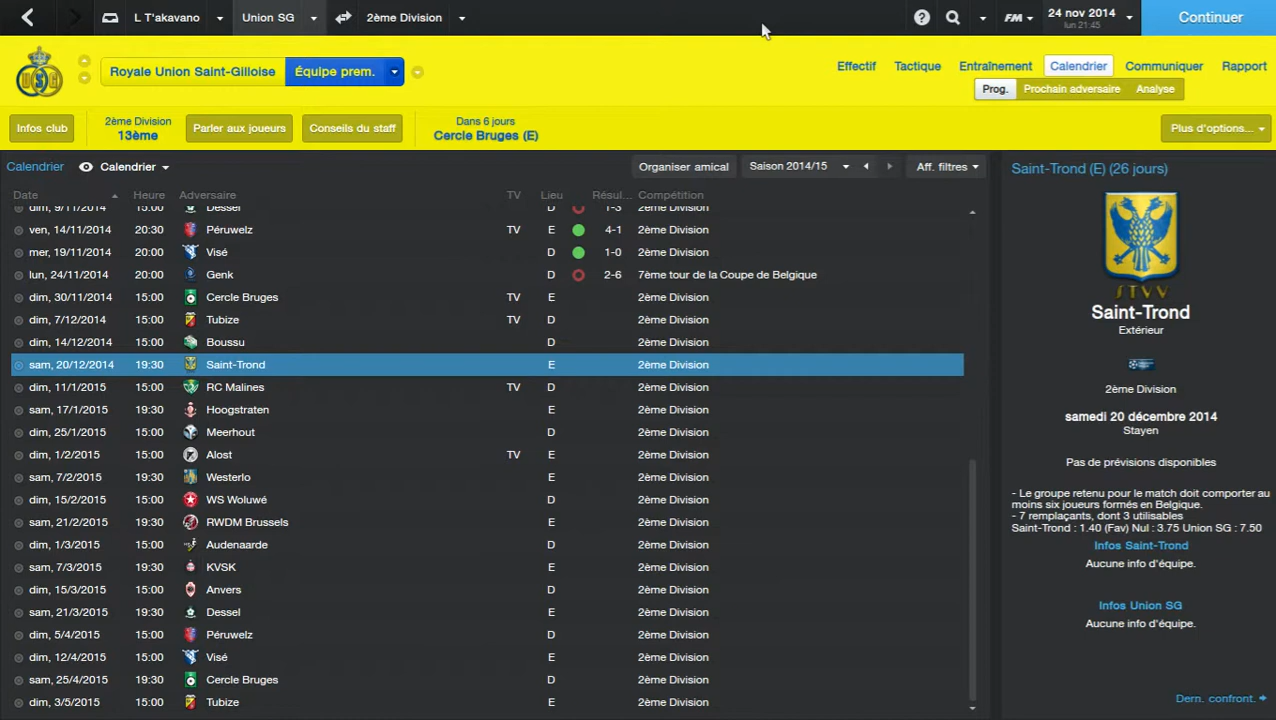 L T'akavano Union SG 2ème Division ? FM 24 nov 2014 Continuer
lun 21:45
Royale Union Saint-Gilloise Équipe prem. Effectif Tactique Entraînement Calendrier Communiquer Rapport
Prog. Prochain adversaire Analyse
Infos club 2ème Division 13ème Parler aux joueurs Conseils du staff Dans 6 jours Cercle Bruges (E) Plus d'options...
Calendrier Calendrier Organiser amical Saison 2014/15 Aff. filtres
Date Heure Adversaire TV Lieu Résul... Compétition
dim, 9/11/2014 15:00 Dessel D 1-3 2ème Division
ven, 14/11/2014 20:30 Péruwelz TV E 4-1 2ème Division
mer, 19/11/2014 20:00 Visé D 1-0 2ème Division
lun, 24/11/2014 20:00 Genk D 2-6 7ème tour de la Coupe de Belgique
dim, 30/11/2014 15:00 Cercle Bruges TV E 2ème Division
dim, 7/12/2014 15:00 Tubize TV D 2ème Division
dim, 14/12/2014 15:00 Boussu D 2ème Division
sam, 20/12/2014 19:30 Saint-Trond E 2ème Division
dim, 11/1/2015 15:00 RC Malines TV D 2ème Division
sam, 17/1/2015 19:30 Hoogstraten E 2ème Division
dim, 25/1/2015 15:00 Meerhout D 2ème Division
dim, 1/2/2015 15:00 Alost TV E 2ème Division
sam, 7/2/2015 19:30 Westerlo E 2ème Division
dim, 15/2/2015 15:00 WS Woluwé D 2ème Division
sam, 21/2/2015 19:30 RWDM Brussels E 2ème Division
dim, 1/3/2015 15:00 Audenaarde D 2ème Division
sam, 7/3/2015 19:30 KVSK E 2ème Division
dim, 15/3/2015 15:00 Anvers D 2ème Division
sam, 21/3/2015 19:30 Dessel E 2ème Division
dim, 5/4/2015 15:00 Péruwelz D 2ème Division
dim, 12/4/2015 15:00 Visé E 2ème Division
sam, 25/4/2015 19:30 Cercle Bruges D 2ème Division
dim, 3/5/2015 15:00 Tubize E 2ème Division
Saint-Trond (E) (26 jours)
STVV
Saint-Trond
Extérieur
2ème Division
samedi 20 décembre 2014
Stayen
Pas de prévisions disponibles
- Le groupe retenu pour le match doit comporter au
moins six joueurs formés en Belgique.
- 7 remplaçants, dont 3 utilisables
Saint-Trond : 1.40 (Fav) Nul : 3.75 Union SG : 7.50
Infos Saint-Trond
Aucune info d'équipe.
Infos Union SG
Aucune info d'équipe.
Dern. confront.